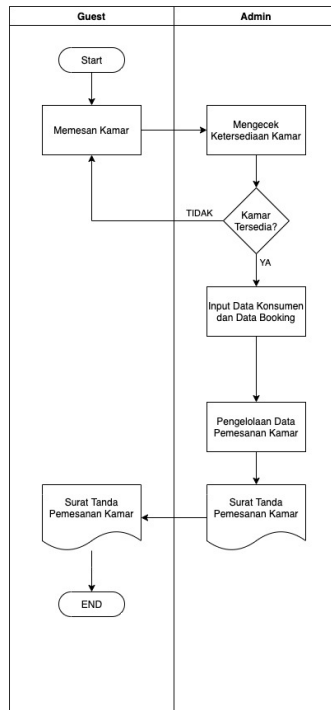 Guest
Admin
Start
Memesan Kamar
Mengecek
Ketersediaan Kamar
Kamar
Tersedia?
TIDAK
YA
Input Data Konsumen
dan Data Booking
Pengelolaan Data
Pemesanan Kamar
Surat Tanda
Pemesanan Kamar
Surat Tanda
Pemesanan Kamar
END